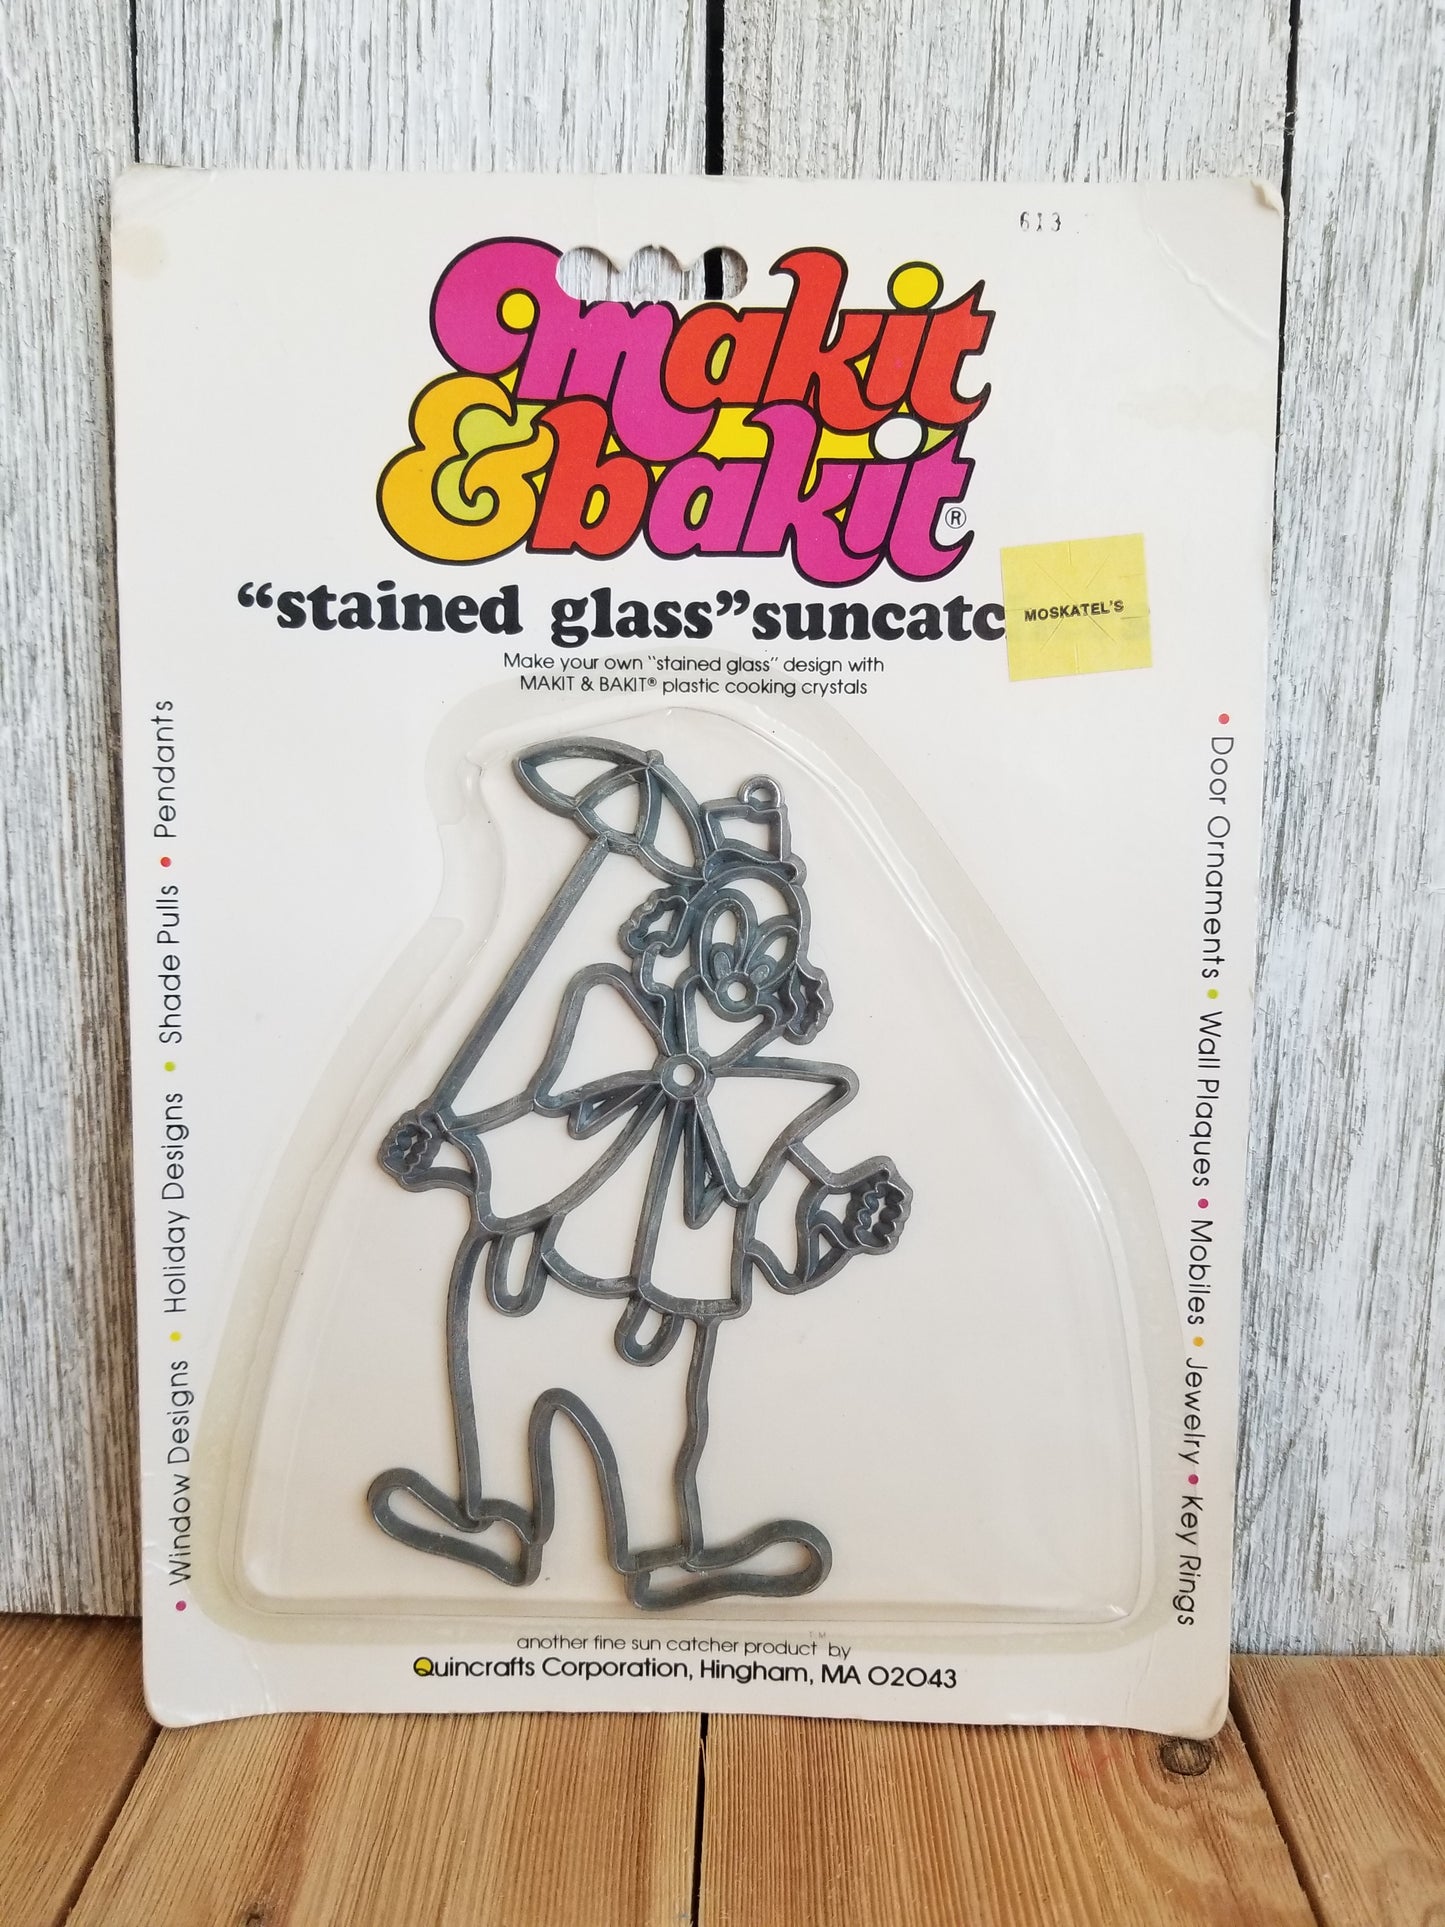 613
makit
& bakit®
"stained glass" suncatc
MOSKATEL'S
Make your own "stained glass" design with
MAKIT & BAKIT® plastic cooking crystals
• Window Designs • Holiday Designs • Shade Pulls • Pendants
• Door Ornaments • Wall Plaques • Mobiles • Jewelry • Key Rings
another fine sun catcher product™ by
Quincrafts Corporation, Hingham, MA 02043